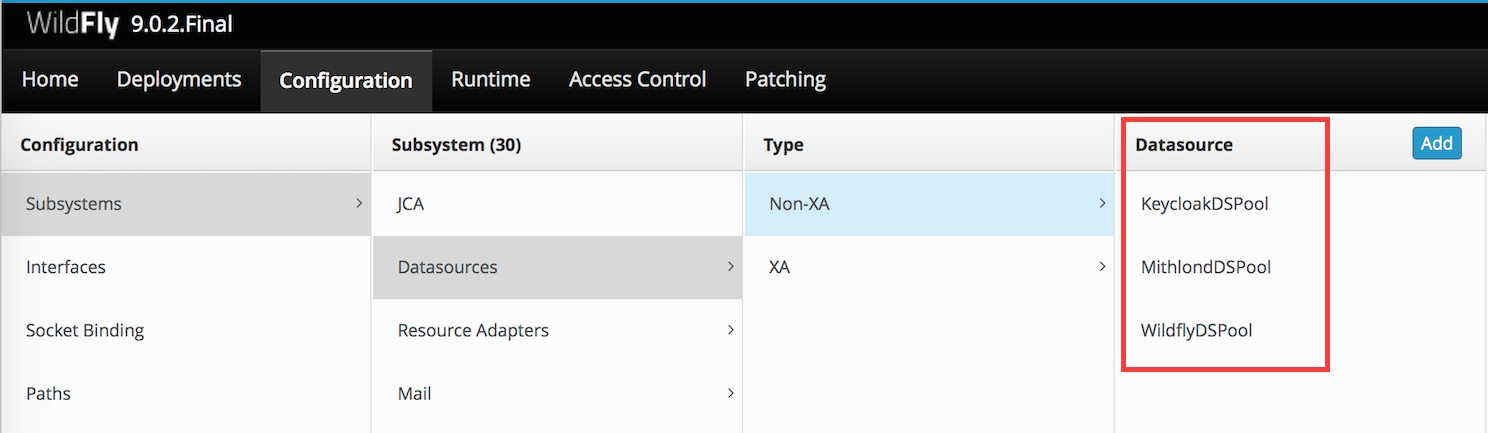 WildFly 9.0.2.Final
Home Deployments Configuration Runtime Access Control Patching
Configuration Subsystem (30) Type Datasource Add
Subsystems JCA Non-XA KeycloakDSPool
Interfaces Datasources XA MithlondDSPool
Socket Binding Resource Adapters WildflyDSPool
Paths Mail